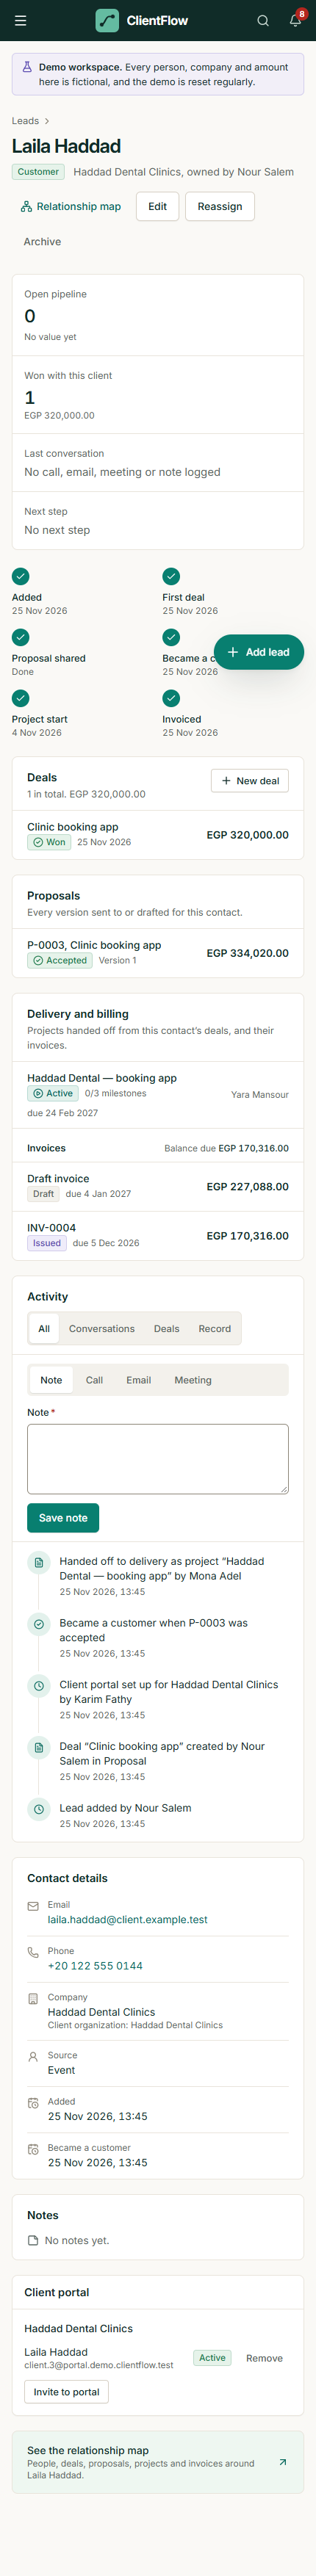 ClientFlow
8
Demo workspace. Every person, company and amount
here is fictional, and the demo is reset regularly.
Leads
Laila Haddad
Customer Haddad Dental Clinics, owned by Nour Salem
Relationship map Edit Reassign
Archive
Open pipeline
0
No value yet
Won with this client
1
EGP 320,000.00
Last conversation
No call, email, meeting or note logged
Next step
No next step
Added First deal
25 Nov 2026 25 Nov 2026
Proposal shared Became a c
Done 25 Nov 2026
Add lead
Project start Invoiced
4 Nov 2026 25 Nov 2026
Deals
1 in total. EGP 320,000.00
New deal
Clinic booking app
Won 25 Nov 2026
EGP 320,000.00
Proposals
Every version sent to or drafted for this contact.
P-0003, Clinic booking app
Accepted Version 1
EGP 334,020.00
Delivery and billing
Projects handed off from this contact's deals, and their
invoices.
Haddad Dental — booking app
Active 0/3 milestones
Yara Mansour
due 24 Feb 2027
Invoices Balance due EGP 170,316.00
Draft invoice
Draft due 4 Jan 2027
EGP 227,088.00
INV-0004
Issued due 5 Dec 2026
EGP 170,316.00
Activity
All Conversations Deals Record
Note Call Email Meeting
Note *
Save note
Handed off to delivery as project “Haddad
Dental — booking app” by Mona Adel
25 Nov 2026, 13:45
Became a customer when P-0003 was
accepted
25 Nov 2026, 13:45
Client portal set up for Haddad Dental Clinics
by Karim Fathy
25 Nov 2026, 13:45
Deal “Clinic booking app” created by Nour
Salem in Proposal
25 Nov 2026, 13:45
Lead added by Nour Salem
25 Nov 2026, 13:45
Contact details
Email
laila.haddad@client.example.test
Phone
+20 122 555 0144
Company
Haddad Dental Clinics
Client organization: Haddad Dental Clinics
Source
Event
Added
25 Nov 2026, 13:45
Became a customer
25 Nov 2026, 13:45
Notes
No notes yet.
Client portal
Haddad Dental Clinics
Laila Haddad
client.3@portal.demo.clientflow.test
Active Remove
Invite to portal
See the relationship map
People, deals, proposals, projects and invoices around
Laila Haddad.